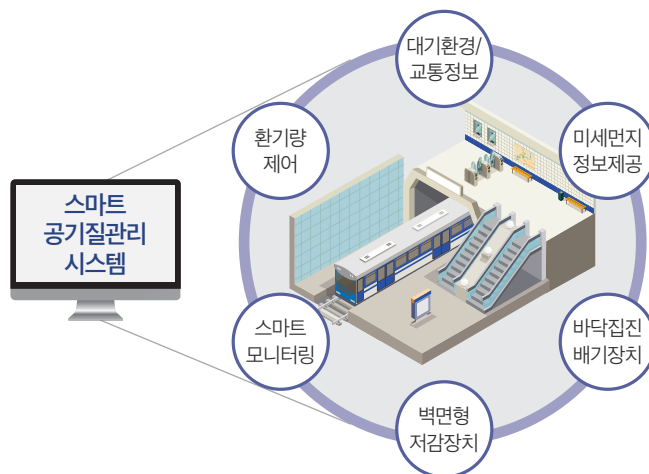 대기환경/
교통정보
환기량
제어
미세먼지
정보제공
스마트
공기질관리
시스템
스마트
모니터링
바닥집진
배기장치
벽면형
저감장치